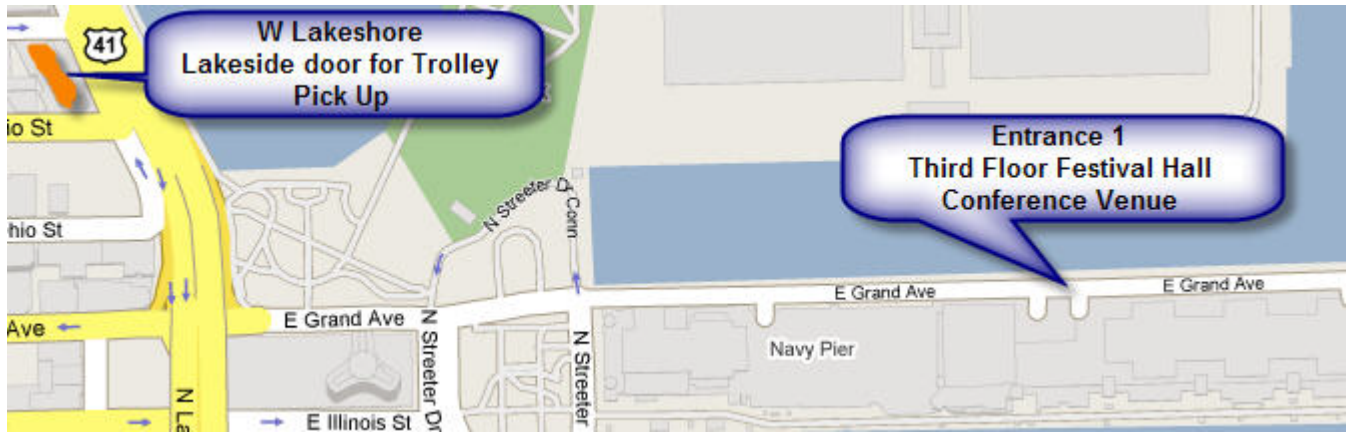 41
W Lakeshore
Lakeside door for Trolley
Pick Up
io St
Entrance 1
Third Floor Festival Hall
Conference Venue
N Streeter D
Conn
hio St
E Grand Ave
E Grand Ave
Ave
E Grand Ave
N Streeter Dr
N Streeter
Navy Pier
N La
E Illinois St